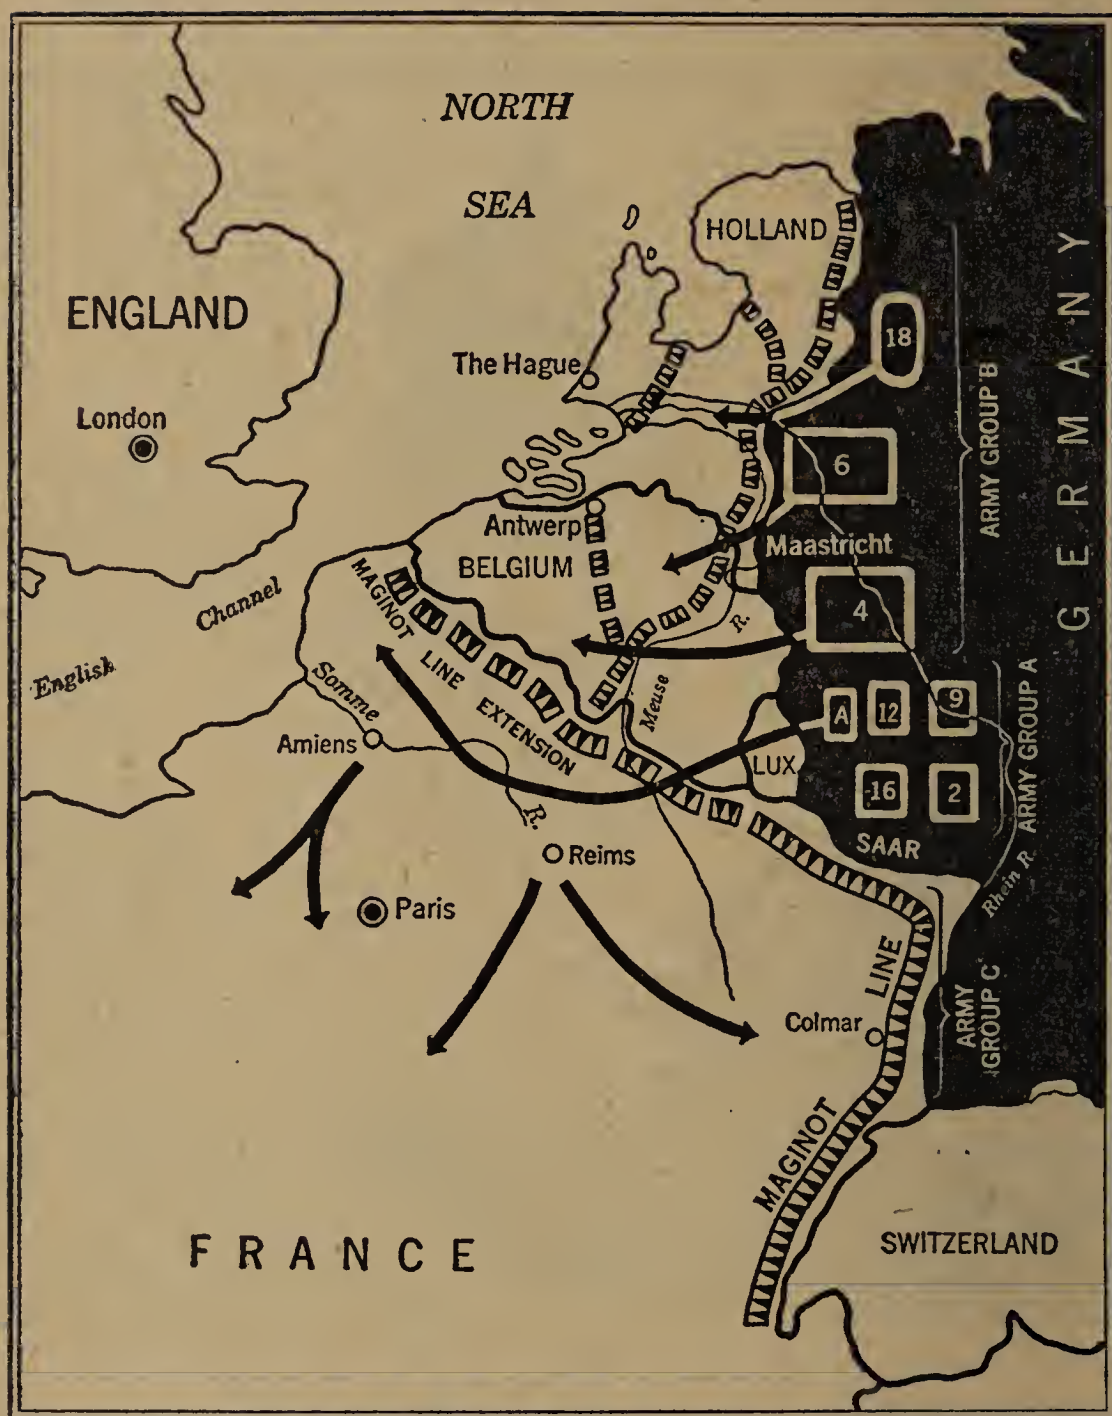 NORTH
SEA
HOLLAND
ENGLAND
18
The Hague
London
6
ARMY GROUP B
GERMANY
Antwerp
Maastricht
BELGIUM
MAGINOT
LINE
EXTENSION
Channel
English
4
R.
Somme
Meuse
Amiens
A
12
9
ARMY GROUP A
LUX
16
2
R.
Reims
SAAR
Rhein R.
Paris
LINE
Colmar
ARMY
GROUP C
MAGINOT
FRANCE
SWITZERLAND